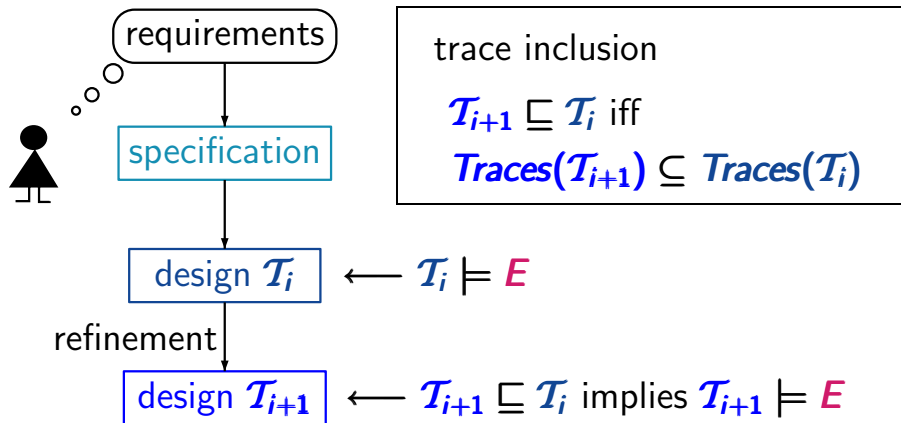 requirements
trace inclusion
𝒯ᵢ₊₁ ⊑ 𝒯ᵢ iff
Traces(𝒯ᵢ₊₁) ⊆ Traces(𝒯ᵢ)
specification
design 𝒯ᵢ ⟵ 𝒯ᵢ ⊨ E
refinement
design 𝒯ᵢ₊₁ ⟵ 𝒯ᵢ₊₁ ⊑ 𝒯ᵢ implies 𝒯ᵢ₊₁ ⊨ E